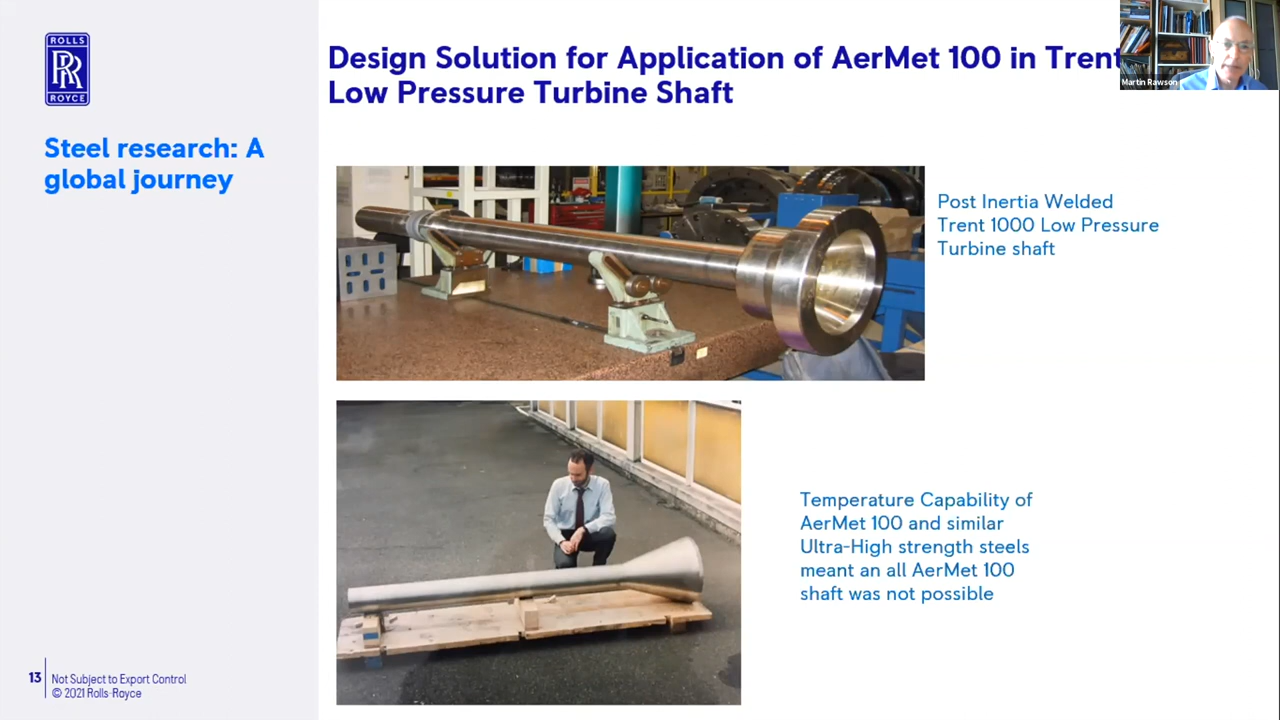 ROLLS
RR
ROYCE
Design Solution for Application of AerMet 100 in Trent
Low Pressure Turbine Shaft
Martin Rawson
Steel research: A
global journey
Post Inertia Welded
Trent 1000 Low Pressure
Turbine shaft
Temperature Capability of
AerMet 100 and similar
Ultra-High strength steels
meant an all AerMet 100
shaft was not possible
13
Not Subject to Export Control
© 2021 Rolls-Royce